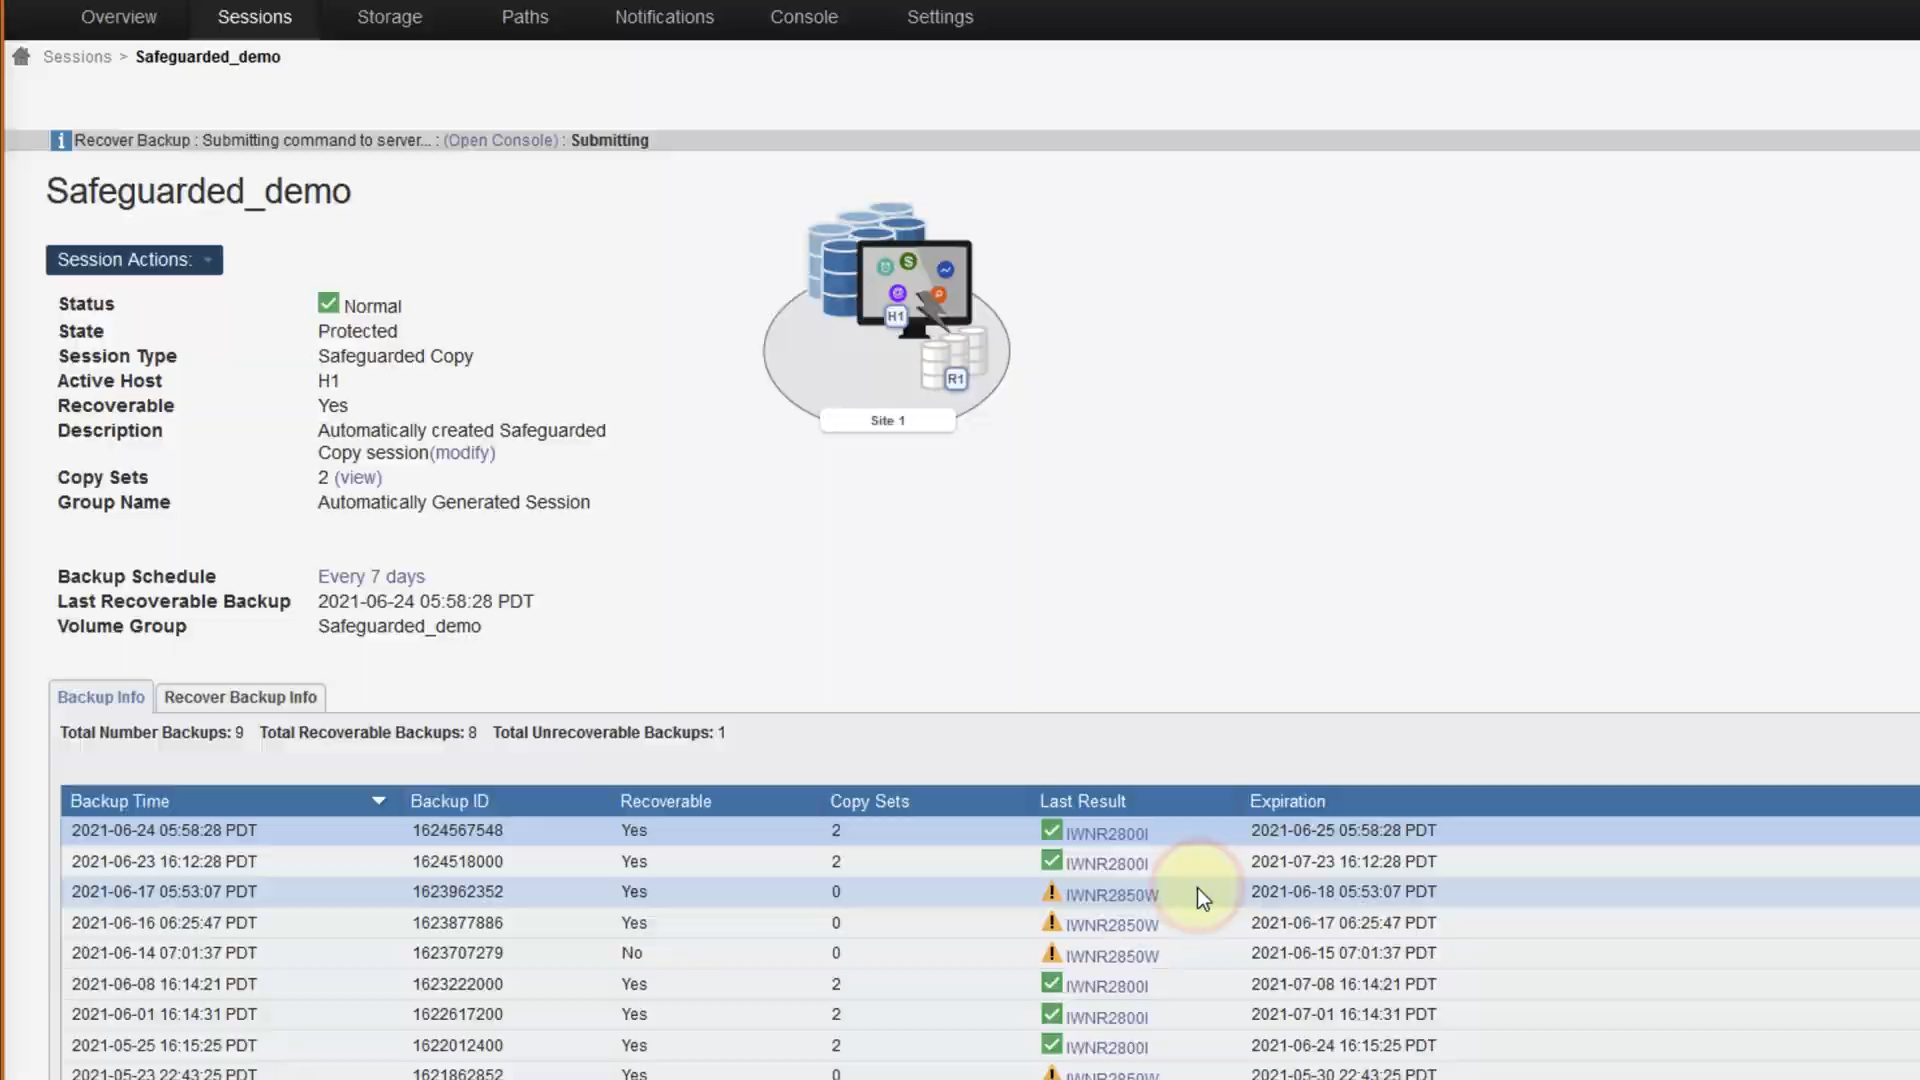 Overview Sessions Storage Paths Notifications Console Settings
Sessions > Safeguarded_demo
Recover Backup : Submitting command to server... : (Open Console) : Submitting
Safeguarded_demo
Session Actions:
Status Normal
State Protected
Session Type Safeguarded Copy
Active Host H1
Recoverable Yes
Description Automatically created Safeguarded
Copy session(modify)
Copy Sets 2 (view)
Group Name Automatically Generated Session
H1
R1
Site 1
Backup Schedule Every 7 days
Last Recoverable Backup 2021-06-24 05:58:28 PDT
Volume Group Safeguarded_demo
Backup Info Recover Backup Info
Total Number Backups: 9 Total Recoverable Backups: 8 Total Unrecoverable Backups: 1
Backup Time Backup ID Recoverable Copy Sets Last Result Expiration
2021-06-24 05:58:28 PDT 1624567548 Yes 2 IWNR2800I 2021-06-25 05:58:28 PDT
2021-06-23 16:12:28 PDT 1624518000 Yes 2 IWNR2800I 2021-07-23 16:12:28 PDT
2021-06-17 05:53:07 PDT 1623962352 Yes 0 IWNR2850W 2021-06-18 05:53:07 PDT
2021-06-16 06:25:47 PDT 1623877886 Yes 0 IWNR2850W 2021-06-17 06:25:47 PDT
2021-06-14 07:01:37 PDT 1623707279 No 0 IWNR2850W 2021-06-15 07:01:37 PDT
2021-06-08 16:14:21 PDT 1623222000 Yes 2 IWNR2800I 2021-07-08 16:14:21 PDT
2021-06-01 16:14:31 PDT 1622617200 Yes 2 IWNR2800I 2021-07-01 16:14:31 PDT
2021-05-25 16:15:25 PDT 1622012400 Yes 2 IWNR2800I 2021-06-24 16:15:25 PDT
2021-05-23 22:43:25 PDT 1621862852 Yes 0 IWNR2850W 2021-05-30 22:43:25 PDT